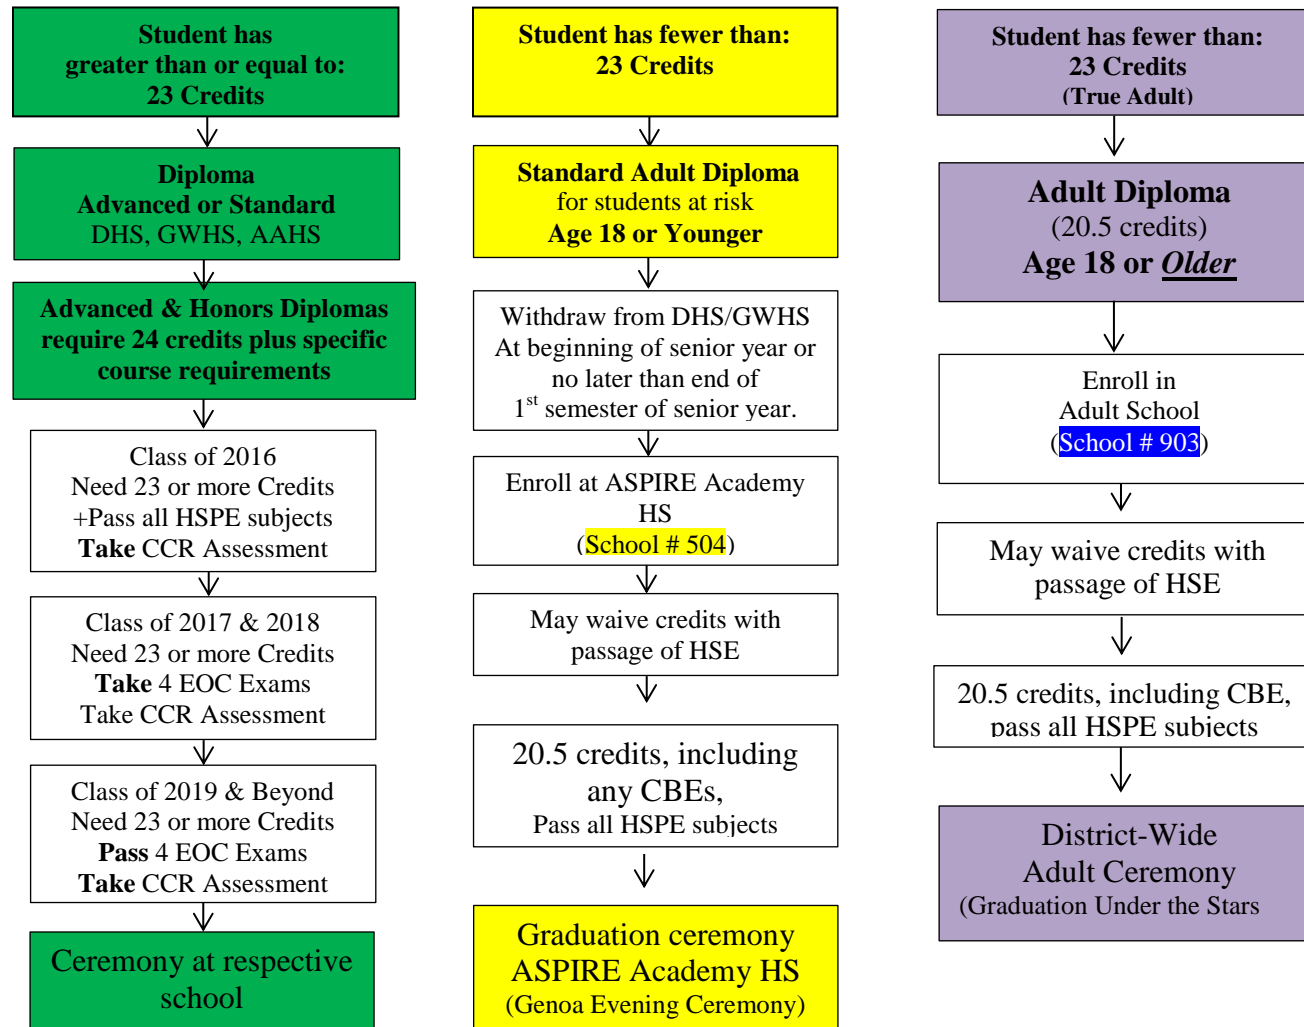 Student has
greater than or equal to:
23 Credits
Diploma
Advanced or Standard
DHS, GWHS, AAHS
Advanced & Honors Diplomas
require 24 credits plus specific
course requirements
Class of 2016
Need 23 or more Credits
+Pass all HSPE subjects
Take CCR Assessment
Class of 2017 & 2018
Need 23 or more Credits
Take 4 EOC Exams
Take CCR Assessment
Class of 2019 & Beyond
Need 23 or more Credits
Pass 4 EOC Exams
Take CCR Assessment
Ceremony at respective
school
Student has fewer than:
23 Credits
Standard Adult Diploma
for students at risk
Age 18 or Younger
Withdraw from DHS/GWHS
At beginning of senior year or
no later than end of
1st semester of senior year.
Enroll at ASPIRE Academy
HS
(School # 504)
May waive credits with
passage of HSE
20.5 credits, including
any CBEs,
Pass all HSPE subjects
Graduation ceremony
ASPIRE Academy HS
(Genoa Evening Ceremony)
Student has fewer than:
23 Credits
(True Adult)
Adult Diploma
(20.5 credits)
Age 18 or Older
Enroll in
Adult School
(School # 903)
May waive credits with
passage of HSE
20.5 credits, including CBE,
pass all HSPE subjects
District-Wide
Adult Ceremony
(Graduation Under the Stars